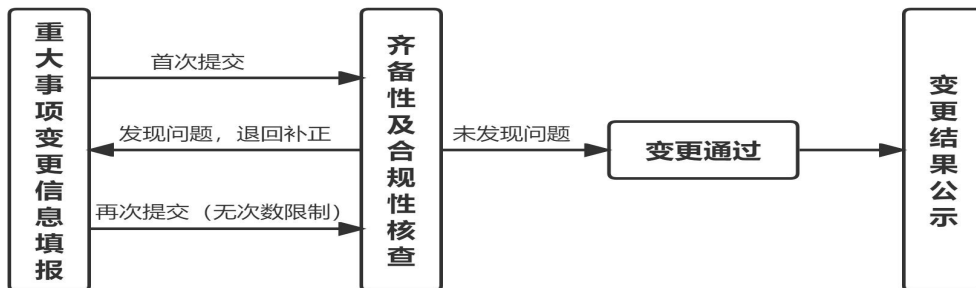 重大事项变更信息填报
首次提交
发现问题，退回补正
再次提交（无次数限制）
齐备性及合规性核查
未发现问题
变更通过
变更结果公示